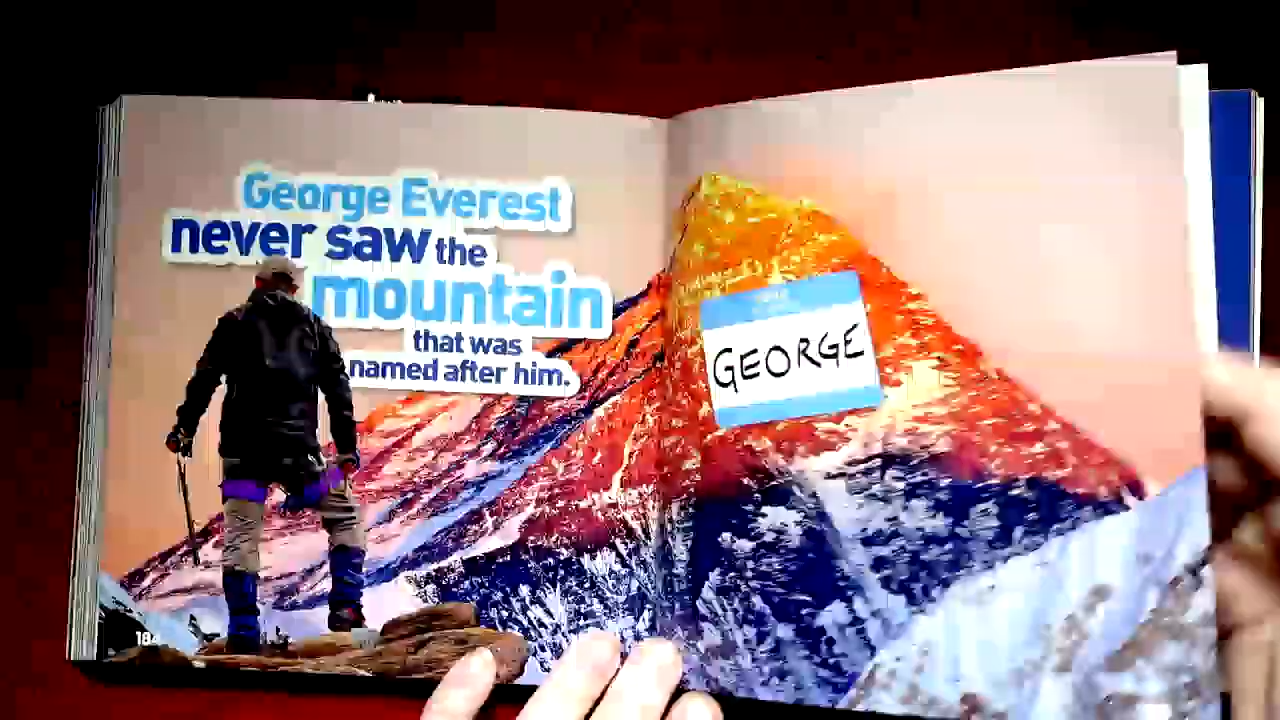 George Everest
never saw the
mountain
that was
named after him.
GEORGE
184